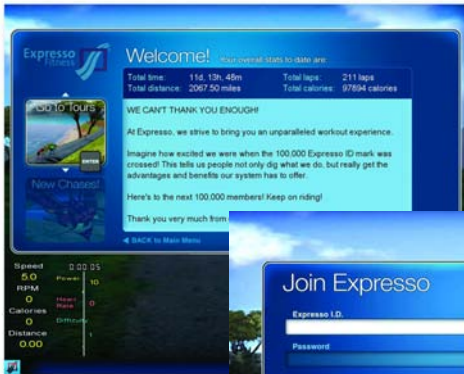 Expresso
Fitness
Welcome! Your overall stats to date are:
Total time: 11d, 13h, 48m Total laps: 211 laps
Total distance: 2067.50 miles Total calories: 97894 calories
Go to Tours
ENTER
New Chases!
WE CAN'T THANK YOU ENOUGH!
At Expresso, we strive to bring you an unparalleled workout experience.
Imagine how excited we were when the 100,000 Expresso ID mark was
crossed! This tells us people not only dig what we do, but really get the
advantages and benefits our system has to offer.
Here's to the next 100,000 members! Keep on riding!
Thank you very much from
BACK to Main Menu
Speed 0:00:05
5.0 Power 10
RPM
0 Heart Rate 0
Calories
0 Difficulty 1
Distance
0.00
Join Expresso
Expresso I.D.
Password